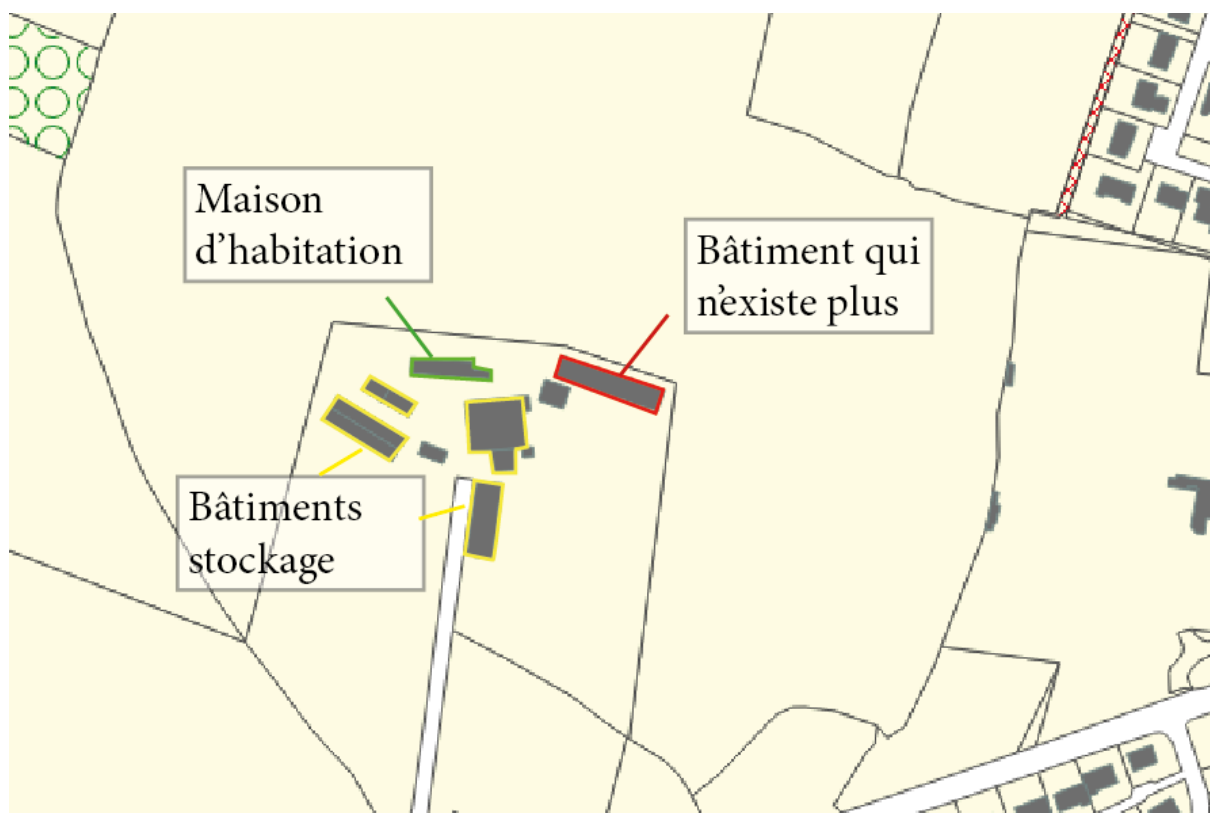 Maison
d'habitation
Bâtiment qui
n'existe plus
Bâtiments
stockage